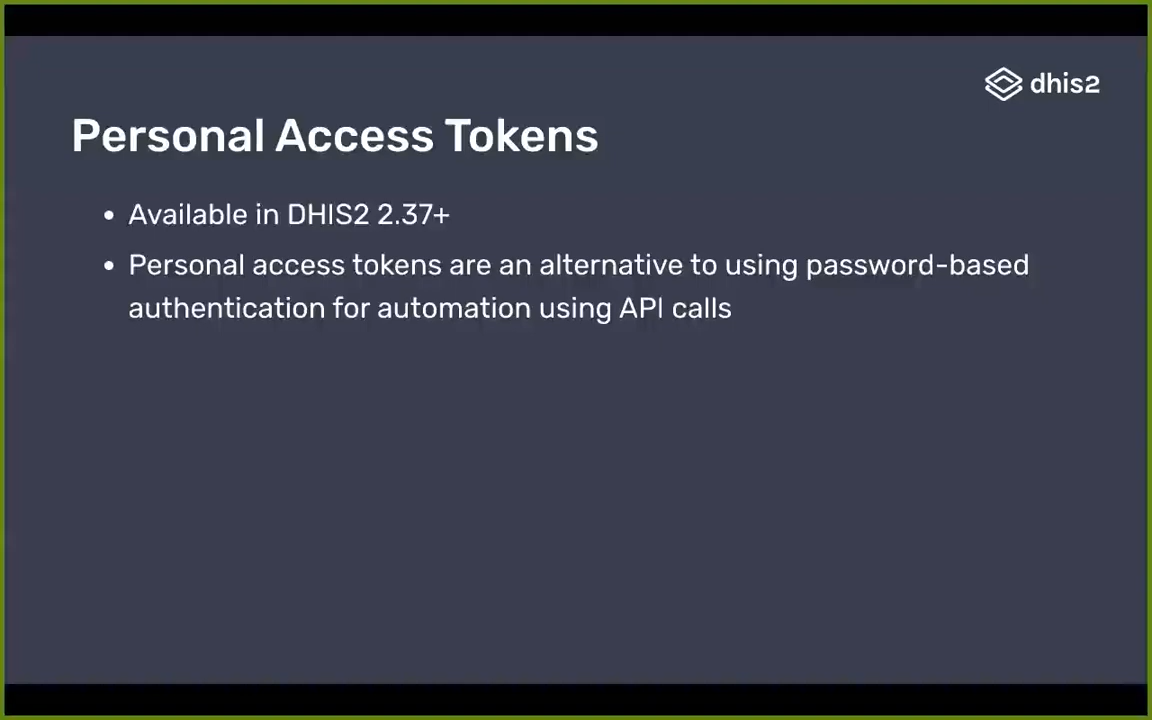 dhis2
Personal Access Tokens
• Available in DHIS2 2.37+
• Personal access tokens are an alternative to using password-based
authentication for automation using API calls